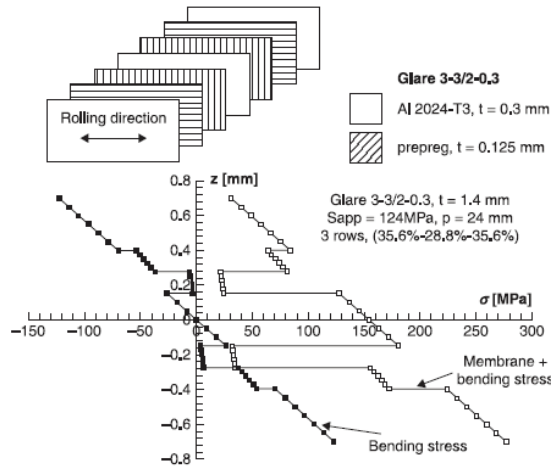 Glare 3-3/2-0.3
Al 2024-T3, t = 0.3 mm
prepreg, t = 0.125 mm
Rolling direction
z [mm]
Glare 3-3/2-0.3, t = 1.4 mm
Sapp = 124MPa, p = 24 mm
3 rows, (35.6%-28.8%-35.6%)
0.8
0.6
0.4
0.2
σ [MPa]
−150 −100 −50 0 50 100 150 200 250 300
−0.2
−0.4
−0.6
−0.8
Membrane +
bending stress
Bending stress